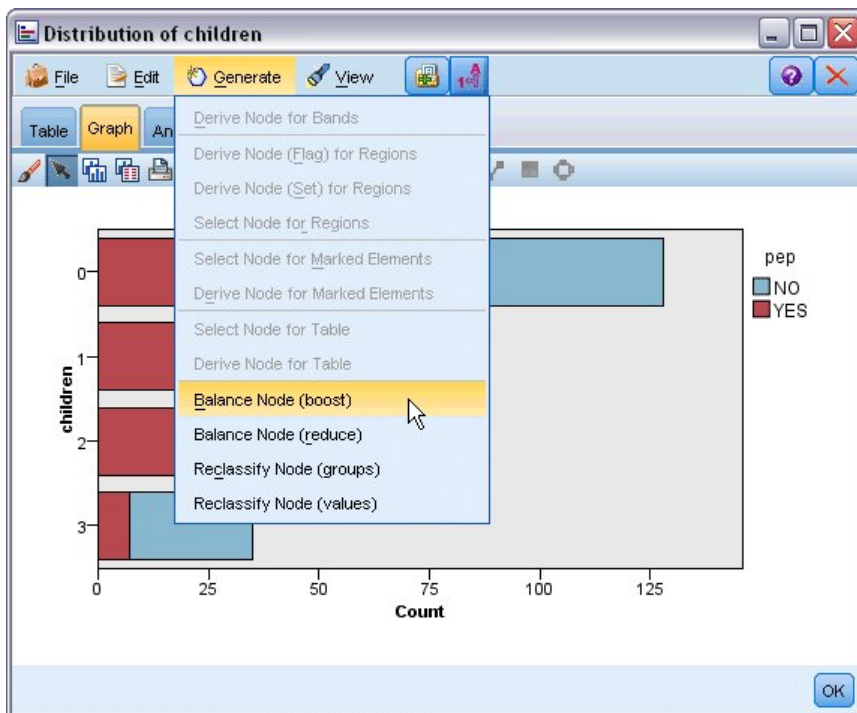 Distribution of children
File Edit Generate View
Table Graph An
Derive Node for Bands
Derive Node (Flag) for Regions
Derive Node (Set) for Regions
Select Node for Regions
Select Node for Marked Elements
Derive Node for Marked Elements
Select Node for Table
Derive Node for Table
Balance Node (boost)
Balance Node (reduce)
Reclassify Node (groups)
Reclassify Node (values)
children
0
1
2
3
0 25 50 75 100 125
Count
pep
NO
YES
OK